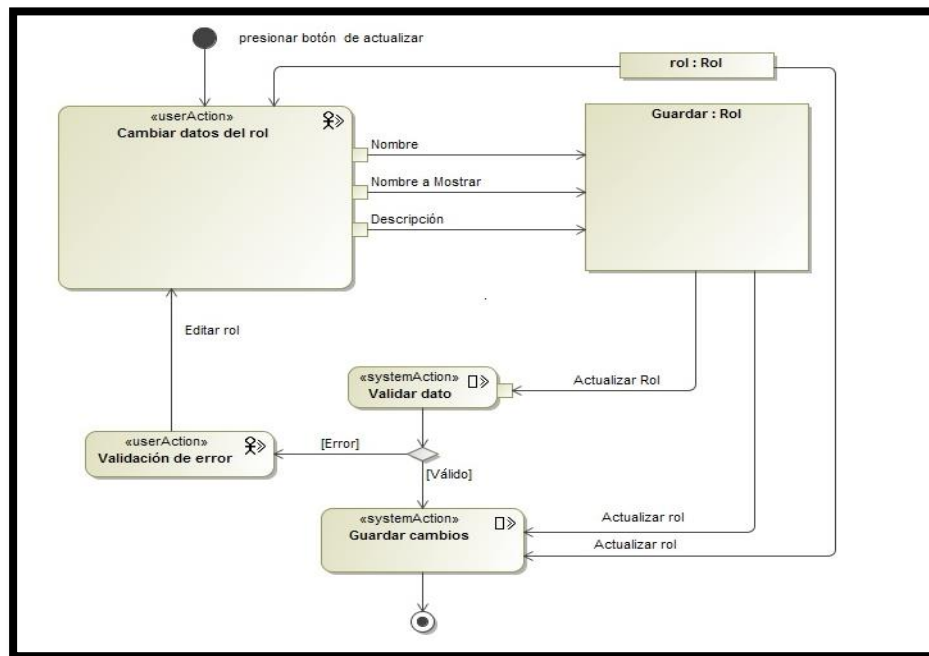 presionar botón de actualizar
rol : Rol
«userAction»
Cambiar datos del rol
Guardar : Rol
Nombre
Nombre a Mostrar
Descripción
Editar rol
«systemAction»
Validar dato
Actualizar Rol
«userAction»
Validación de error
[Error]
[Válido]
«systemAction»
Guardar cambios
Actualizar rol
Actualizar rol